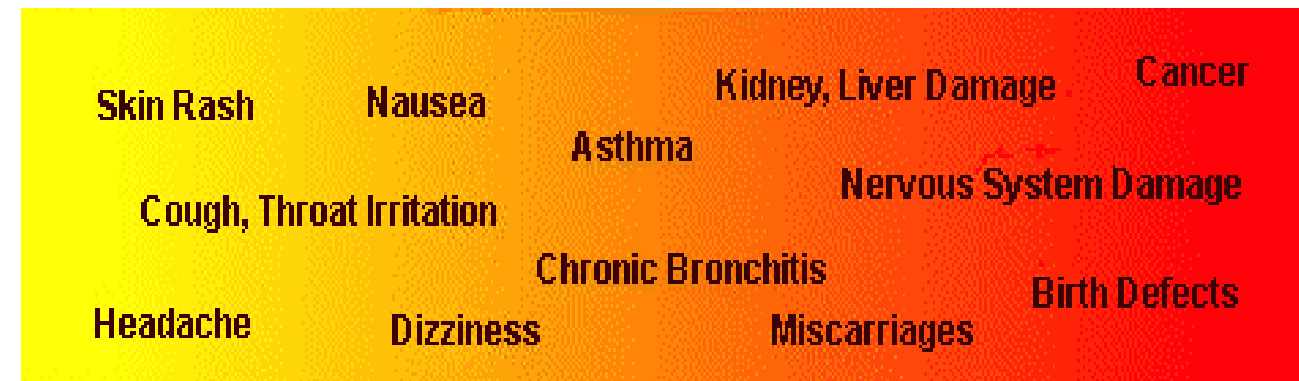 Skin Rash
Nausea
Kidney, Liver Damage
Cancer
Asthma
Nervous System Damage
Cough, Throat Irritation
Chronic Bronchitis
Birth Defects
Headache
Dizziness
Miscarriages